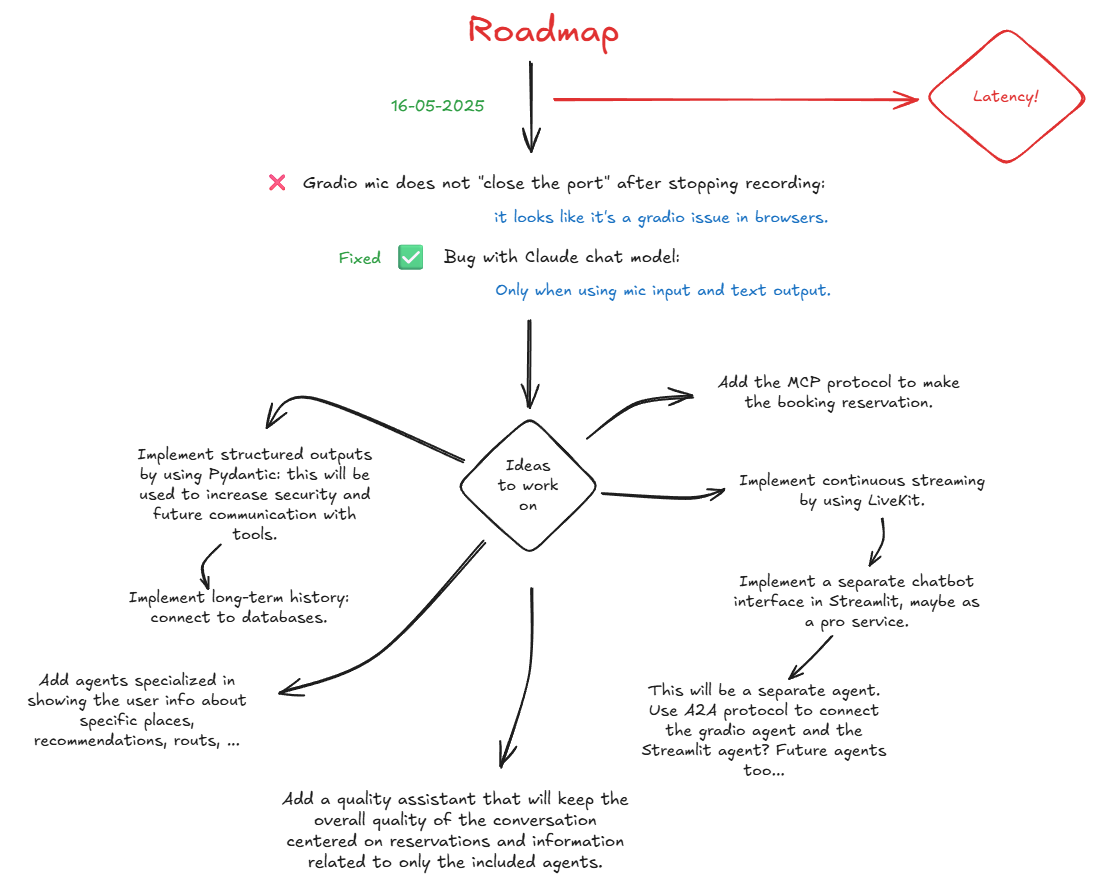 Roadmap
16-05-2025
Latency!
❌ Gradio mic does not "close the port" after stopping recording:
it looks like it's a gradio issue in browsers.
Fixed ✅ Bug with Claude chat model:
Only when using mic input and text output.
Ideas
to work
on
Add the MCP protocol to make
the booking reservation.
Implement structured outputs
by using Pydantic: this will be
used to increase security and
future communication with
tools.
Implement long-term history:
connect to databases.
Implement continuous streaming
by using LiveKit.
Implement a separate chatbot
interface in Streamlit, maybe as
a pro service.
This will be a separate agent.
Use A2A protocol to connect
the gradio agent and the
Streamlit agent? Future agents
too...
Add agents specialized in
showing the user info about
specific places,
recommendations, routes, ...
Add a quality assistant that will keep the
overall quality of the conversation
centered on reservations and information
related to only the included agents.